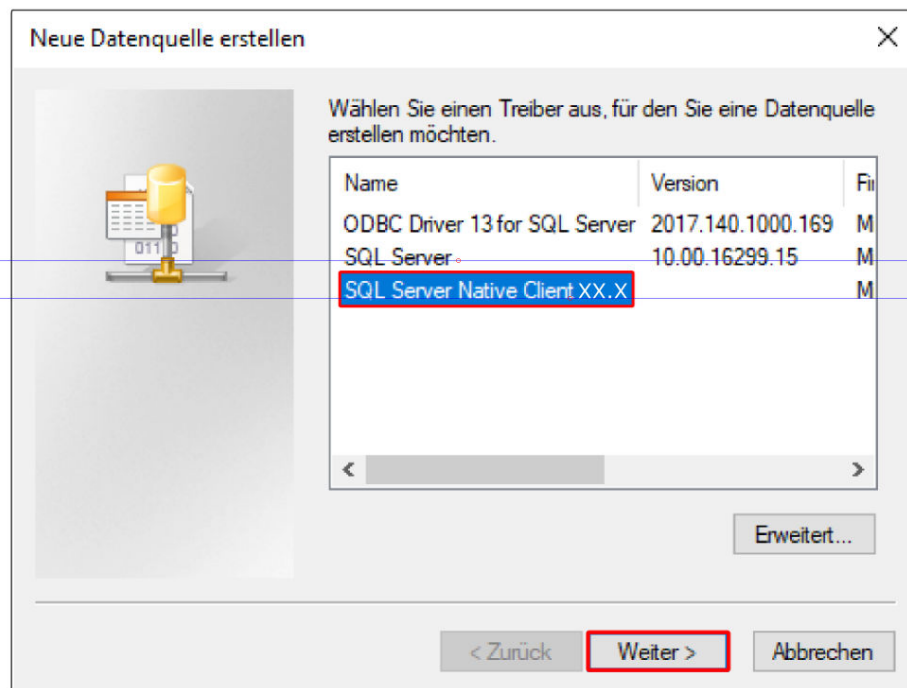 Neue Datenquelle erstellen
Wählen Sie einen Treiber aus, für den Sie eine Datenquelle
erstellen möchten.
Name Version Fi
ODBC Driver 13 for SQL Server 2017.140.1000.169 M
SQL Server 10.00.16299.15 M
SQL Server Native Client XX.X M
Erweitert...
< Zurück Weiter > Abbrechen